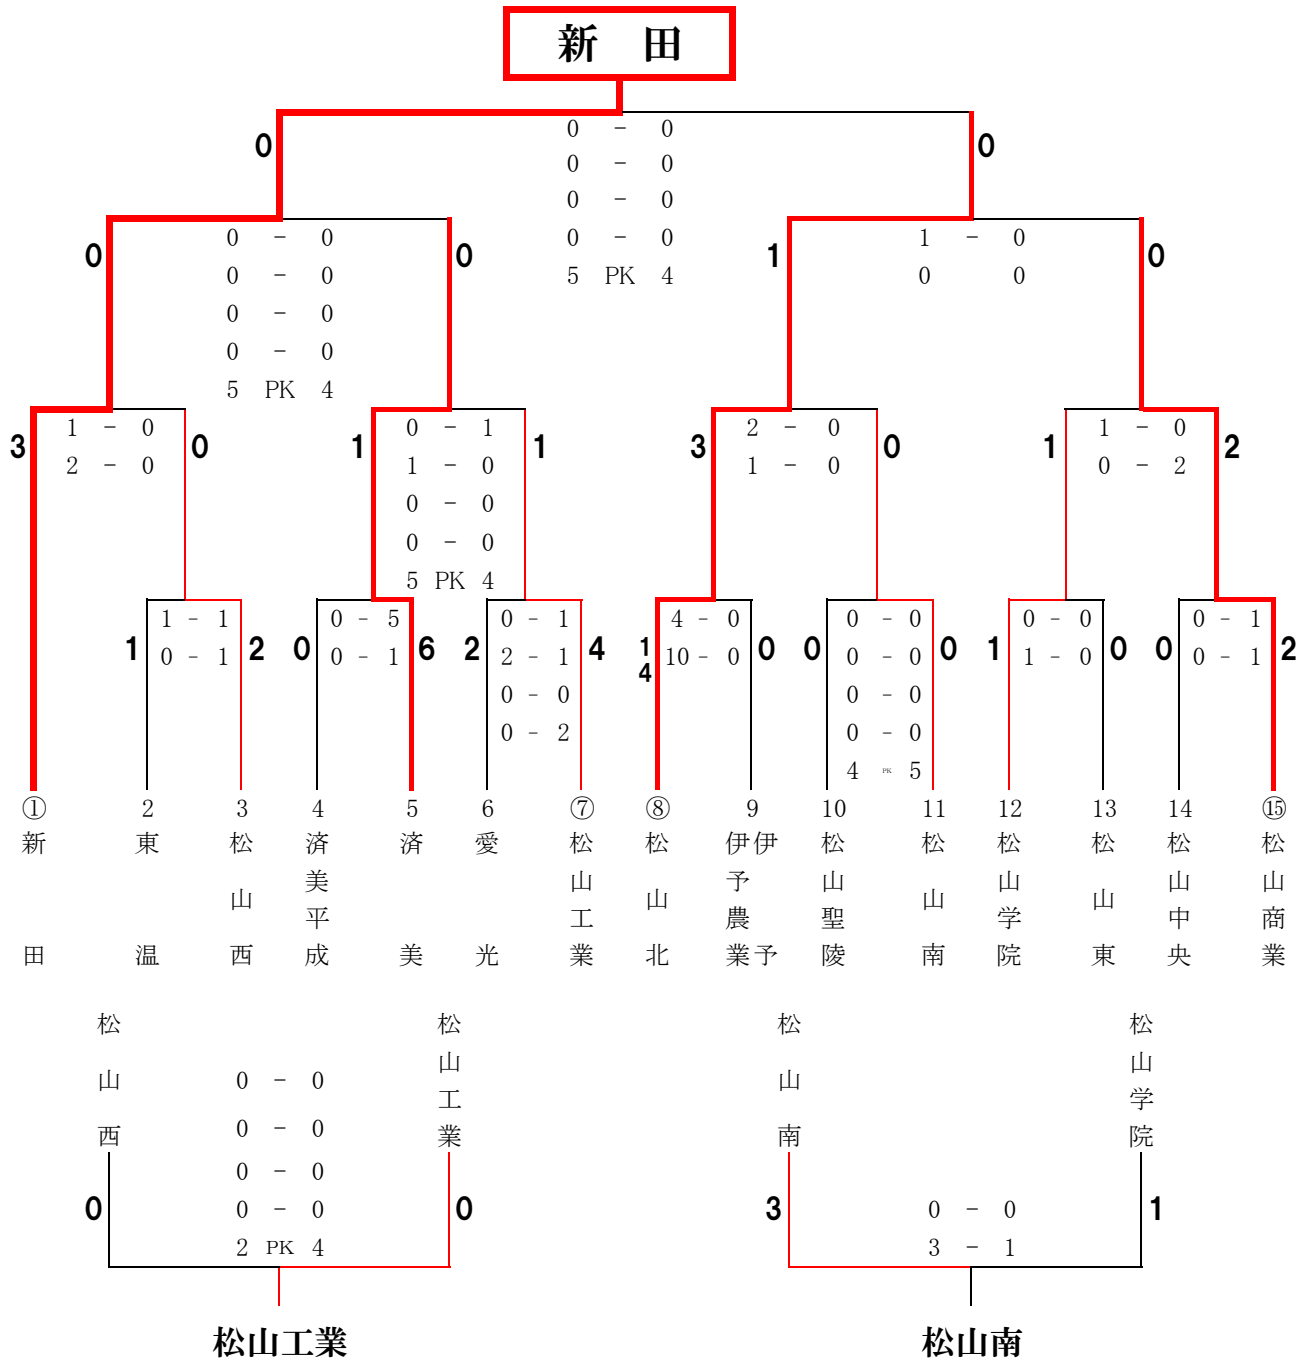 新 田
0 0
0 - 0
0 - 0
0 - 0
0 - 0
5 PK 4
0 0
0 - 0
0 - 0
0 - 0
0 - 0
5 PK 4
1 0
1 - 0
0 0
3 0
1 - 0
2 - 0
1 1
0 - 1
1 - 0
0 - 0
0 - 0
5 PK 4
3 0
2 - 0
1 - 0
1 2
1 - 0
0 - 2
1 2
1 - 1
0 - 1
0 6
0 - 5
0 - 1
2 4
0 - 1
2 - 1
0 - 0
0 - 2
14 0
4 - 0
10 - 0
0 0
0 - 0
0 - 0
0 - 0
0 - 0
4 PK 5
1 0
0 - 0
1 - 0
0 2
0 - 1
0 - 1
① 新田
2 東温
3 松山西
4 済美平成
5 済美
6 愛光
⑦ 松山工業
⑧ 松山北
9 伊予農業 伊予
10 松山聖陵
11 松山南
12 松山学院
13 松山東
14 松山中央
⑮ 松山商業
松山西
松山工業
0 0
0 - 0
0 - 0
0 - 0
0 - 0
2 PK 4
松山工業
松山南
松山学院
3 1
0 - 0
3 - 1
松山南